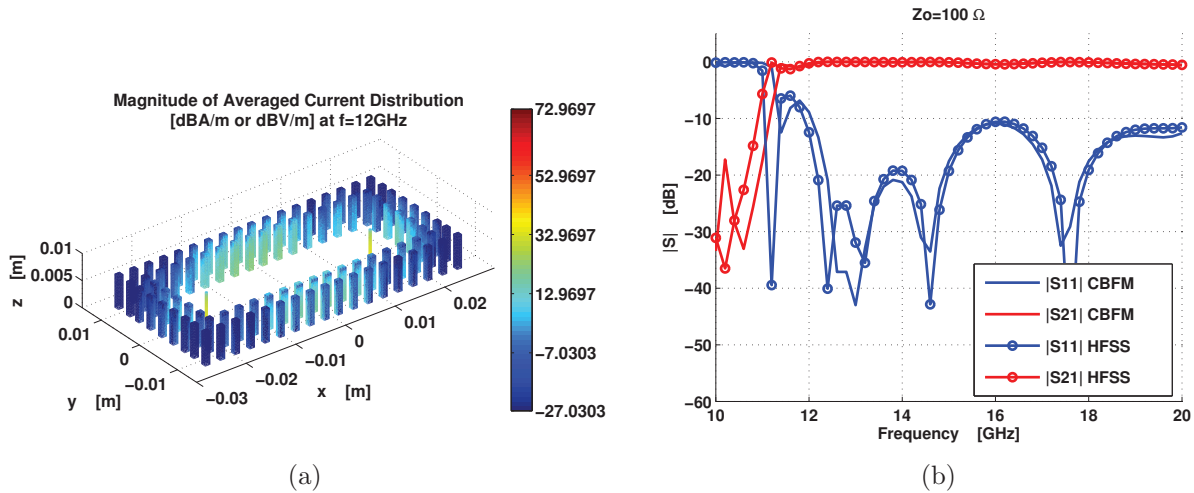 Magnitude of Averaged Current Distribution
[dBA/m or dBV/m] at f=12GHz
72.9697
62.9697
52.9697
32.9697
12.9697
−7.0303
−27.0303
0.01
0.005
0
z [m]
0.01
0
−0.01
y [m]
−0.03
−0.02
−0.01
0
0.01
0.02
x [m]
(a)
Zo=100 Ω
0
−10
−20
−30
−40
−50
−60
|S| [dB]
10
12
14
16
18
20
Frequency [GHz]
|S11| CBFM
|S21| CBFM
|S11| HFSS
|S21| HFSS
(b)